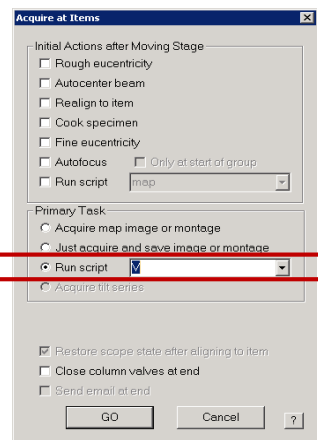 Acquire at Items
Initial Actions after Moving Stage
Rough eucentricity
Autocenter beam
Realign to item
Cook specimen
Fine eucentricity
Autofocus Only at start of group
Run script map
Primary Task
Acquire map image or montage
Just acquire and save image or montage
Run script V
Acquire tilt series
Restore scope state after aligning to item
Close column valves at end
Send email at end
GO Cancel ?